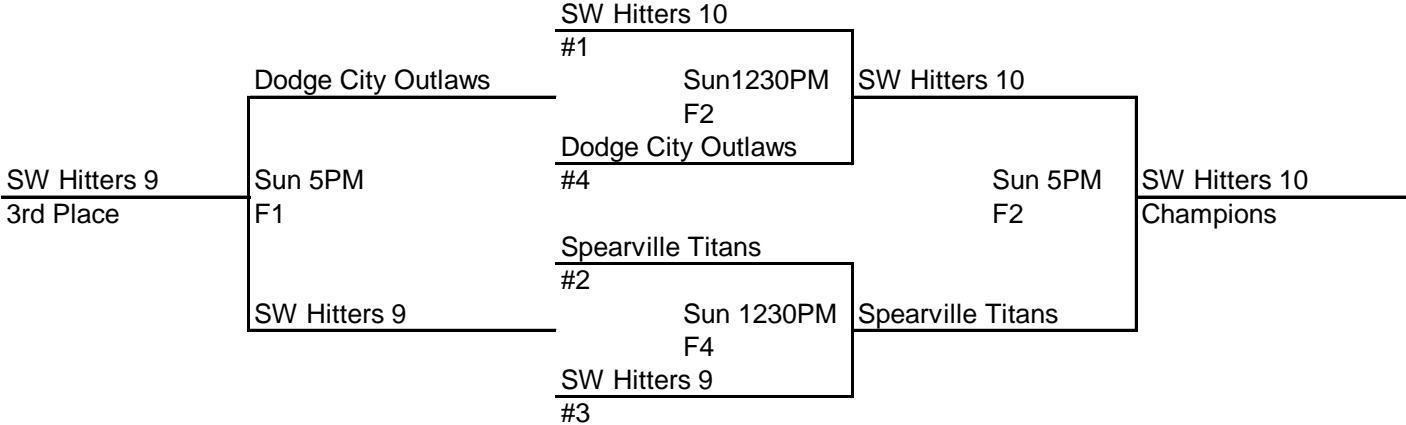 SW Hitters 10
#1
Dodge City Outlaws
Sun1230PM
SW Hitters 10
F2
Dodge City Outlaws
SW Hitters 9
Sun 5PM
#4
Sun 5PM
SW Hitters 10
3rd Place
F1
F2
Champions
Spearville Titans
#2
SW Hitters 9
Sun 1230PM
Spearville Titans
F4
SW Hitters 9
#3